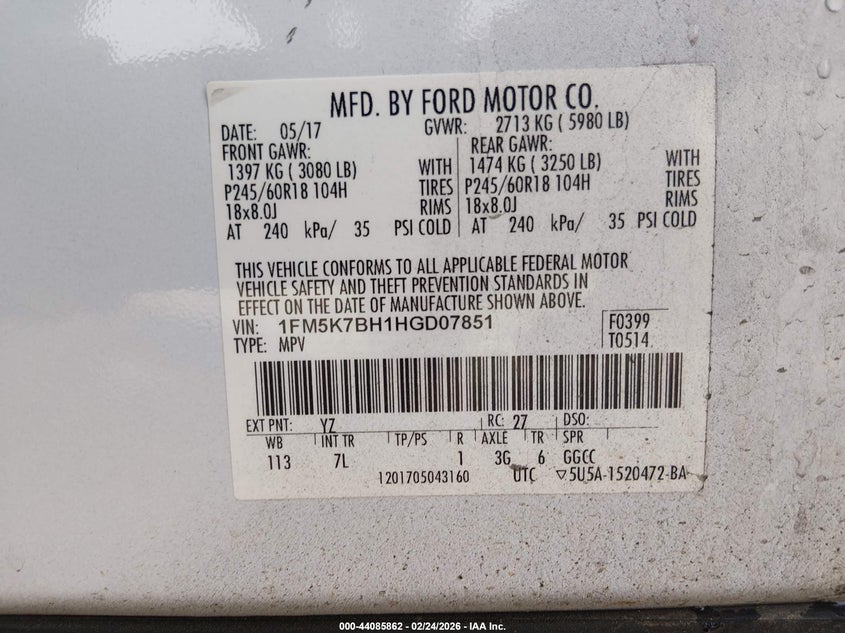 MFD. BY FORD MOTOR CO.
DATE: 05/17 GVWR: 2713 KG ( 5980 LB)
FRONT GAWR: REAR GAWR:
1397 KG ( 3080 LB) WITH 1474 KG ( 3250 LB) WITH
P245/60R18 104H TIRES P245/60R18 104H TIRES
18x8.0J RIMS 18x8.0J RIMS
AT 240 kPa/ 35 PSI COLD AT 240 kPa/ 35 PSI COLD
THIS VEHICLE CONFORMS TO ALL APPLICABLE FEDERAL MOTOR
VEHICLE SAFETY AND THEFT PREVENTION STANDARDS IN
EFFECT ON THE DATE OF MANUFACTURE SHOWN ABOVE.
VIN: 1FM5K7BH1HGD07851 F0399
TYPE: MPV T0514
EXT PNT: YZ RC: 27 DSO:
WB INT TR TP/PS R AXLE TR SPR
113 7L 1 3G 6 GGCC
1201705043160 UTC ▽5U5A-1520472-BA
000-44085862 - 02/24/2026 - IAA Inc.